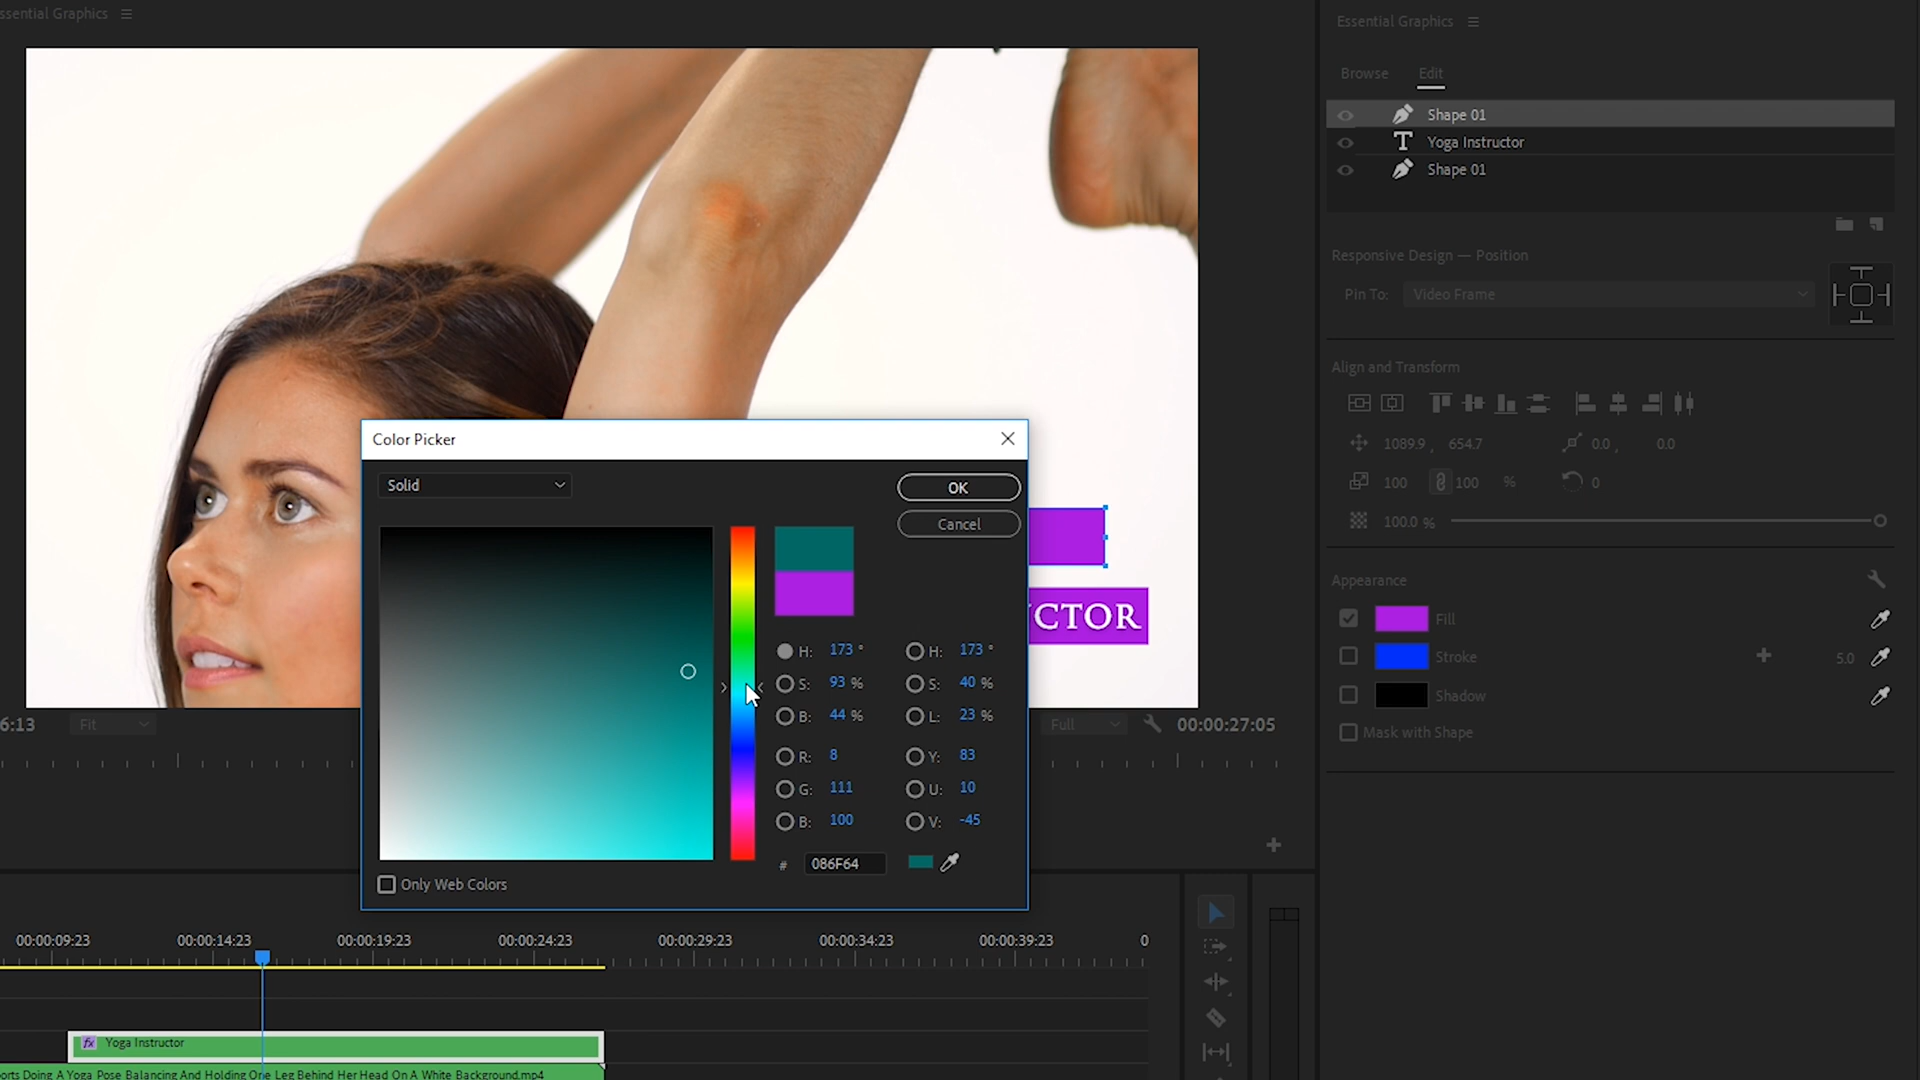 ssential Graphics
Essential Graphics
Browse Edit
Shape 01
Yoga Instructor
Shape 01
Responsive Design — Position
Pin To: Video Frame
Align and Transform
1089.9 , 654.7 0.0 , 0.0
100 100 % 0
100.0 %
Appearance
Fill
Stroke 5.0
Shadow
Mask with Shape
Color Picker
Solid
OK
Cancel
H: 173 ° H: 173 °
S: 93 % S: 40 %
B: 44 % L: 23 %
R: 8 Y: 83
G: 111 U: 10
B: 100 V: -45
# 086F64
Only Web Colors
CTOR
6:13 Fit Full 00:00:27:05
00:00:09:23 00:00:14:23 00:00:19:23 00:00:24:23 00:00:29:23 00:00:34:23 00:00:39:23 0
fx Yoga Instructor
orts Doing A Yoga Pose Balancing And Holding One Leg Behind Her Head On A White Background.mp4